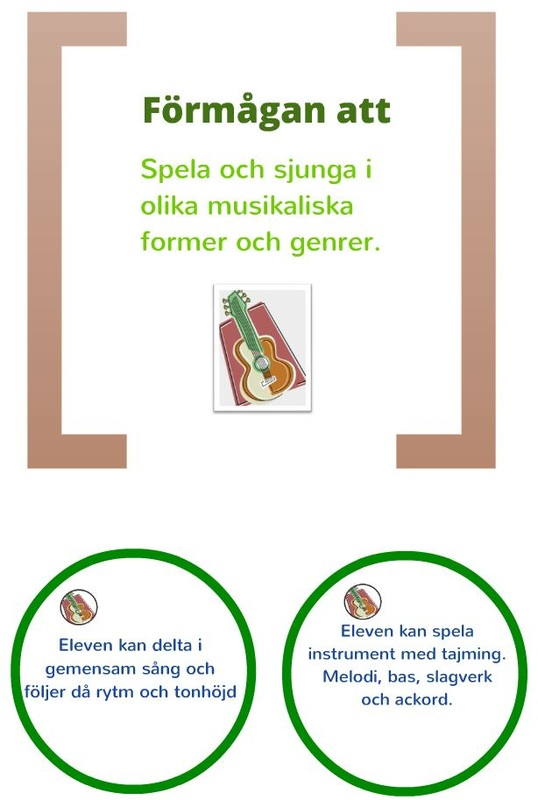 Förmågan att
Spela och sjunga i
olika musikaliska
former och genrer.
Eleven kan delta i
gemensam sång och
följer då rytm och tonhöjd
Eleven kan spela
instrument med tajming.
Melodi, bas, slagverk
och ackord.